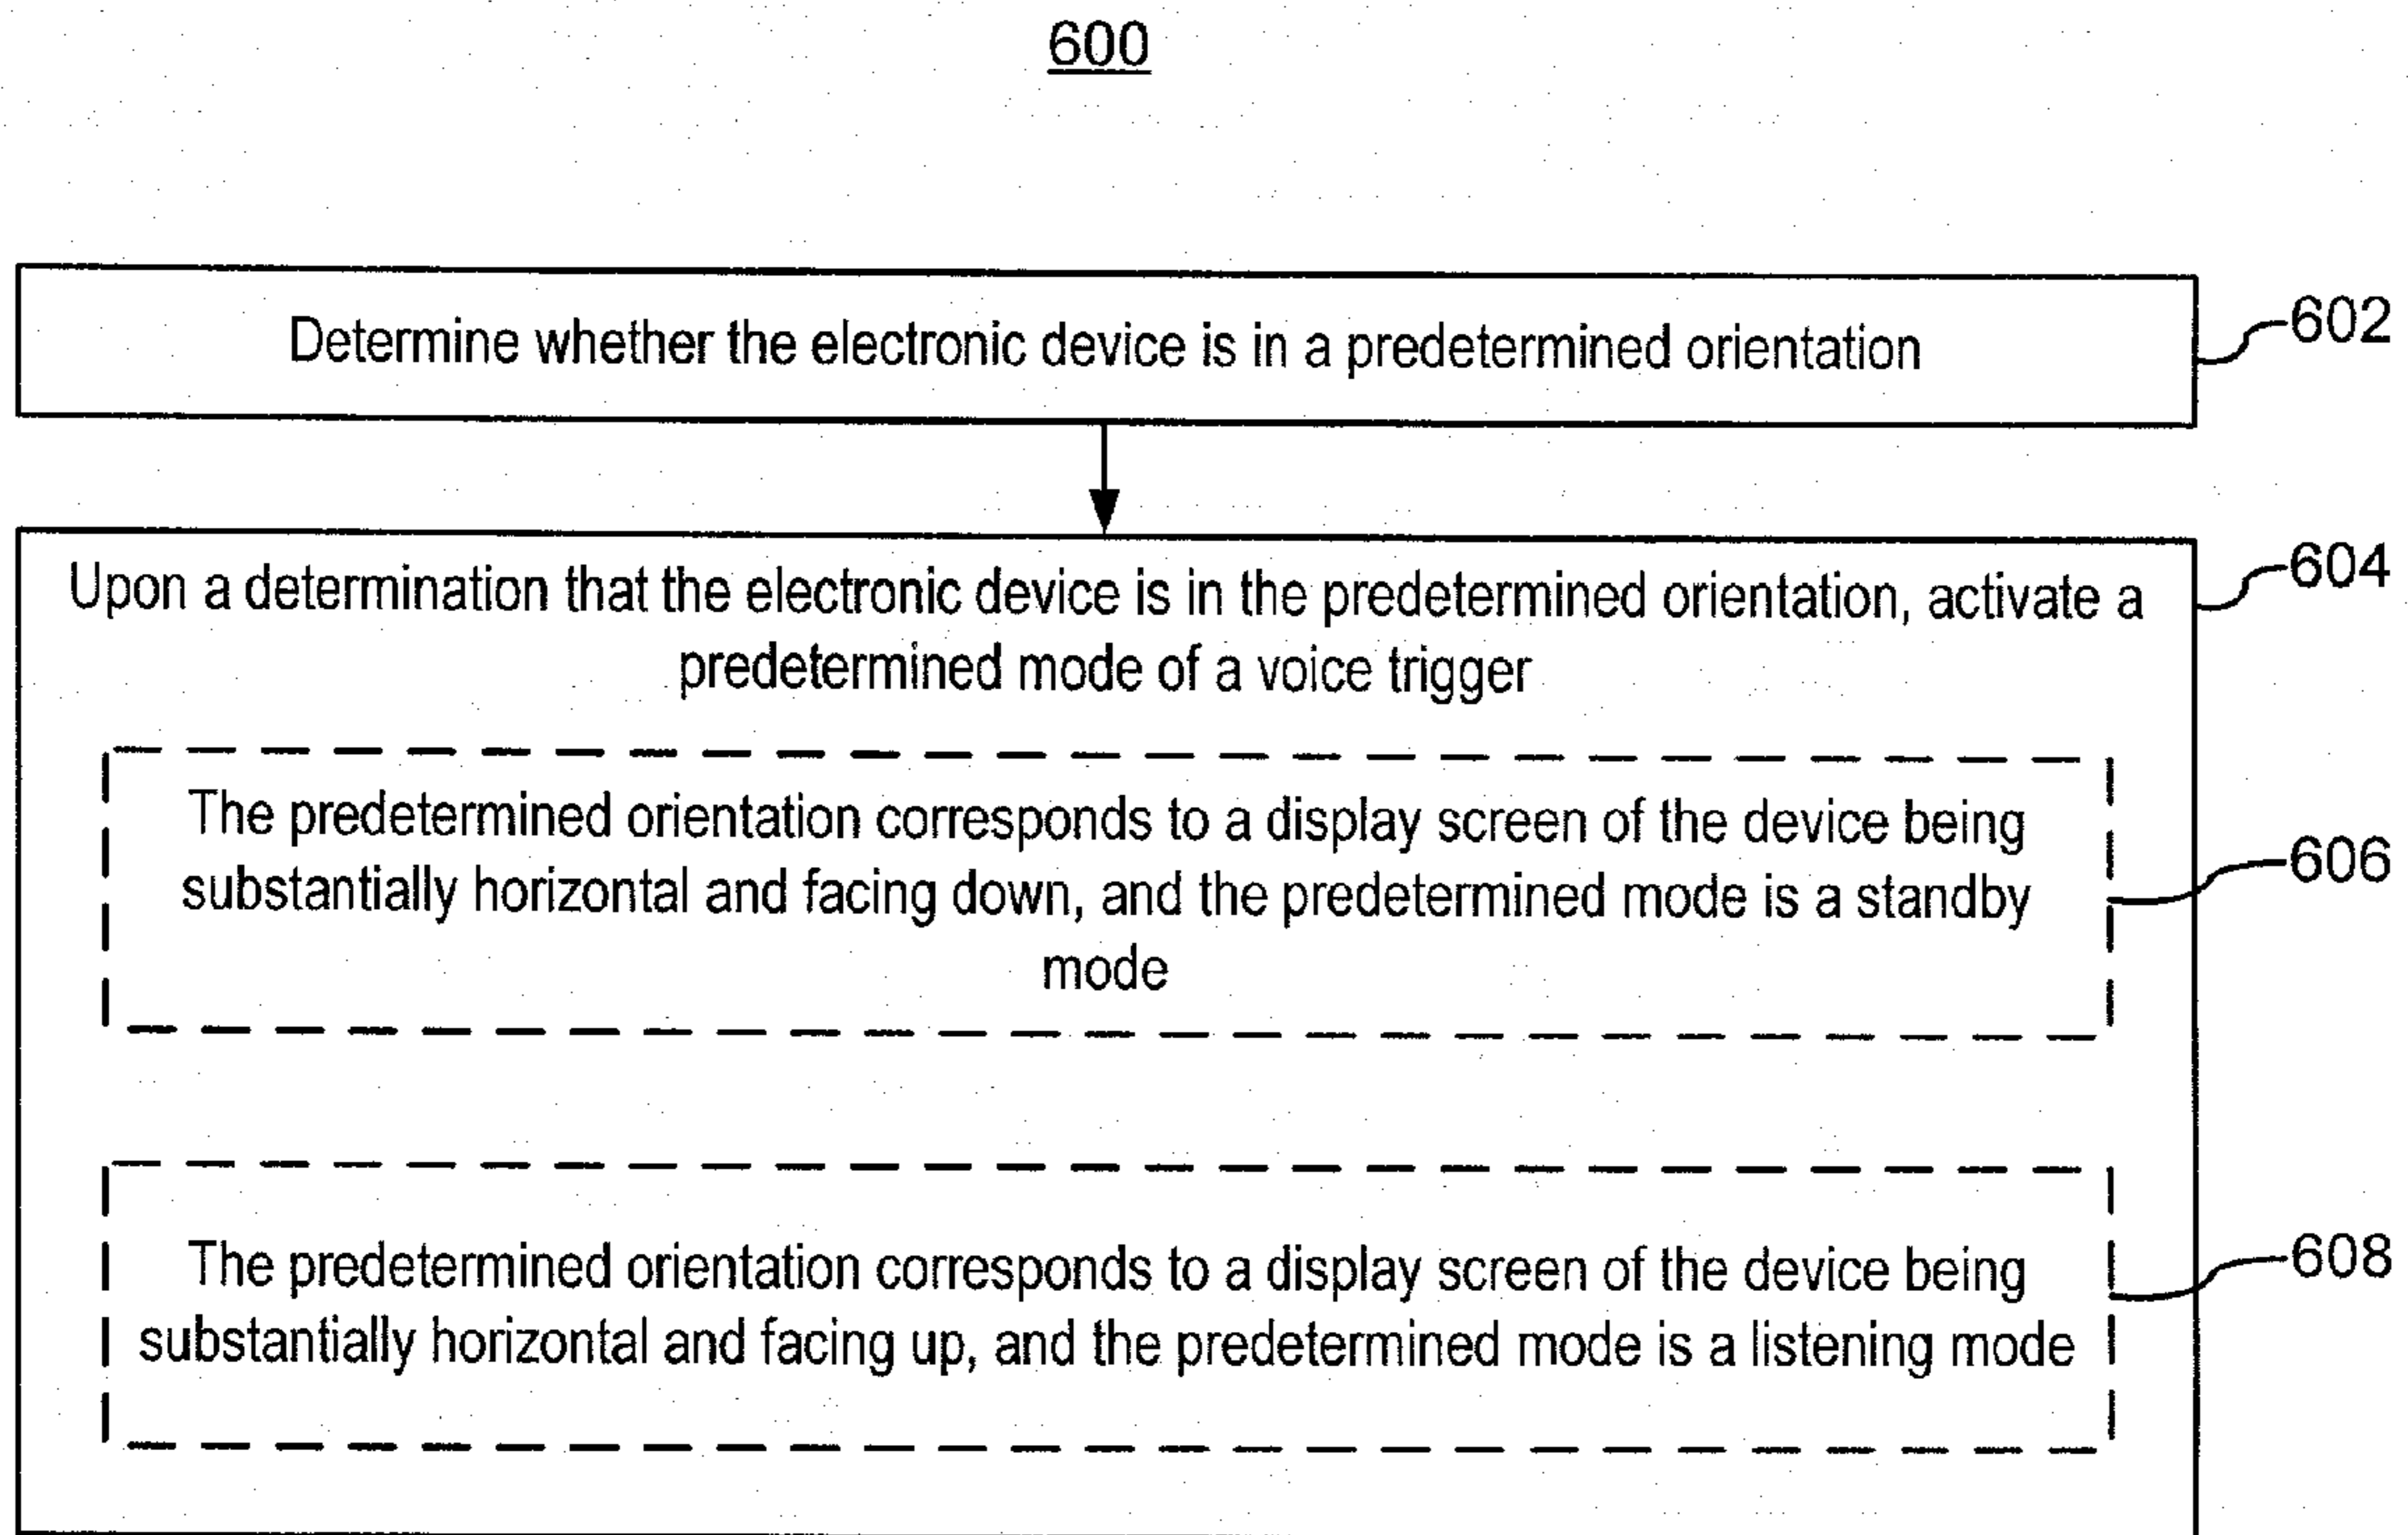 600
Determine whether the electronic device is in a predetermined orientation
602
Upon a determination that the electronic device is in the predetermined orientation, activate a
predetermined mode of a voice trigger
604
The predetermined orientation corresponds to a display screen of the device being
substantially horizontal and facing down, and the predetermined mode is a standby
mode
606
The predetermined orientation corresponds to a display screen of the device being
substantially horizontal and facing up, and the predetermined mode is a listening mode
608